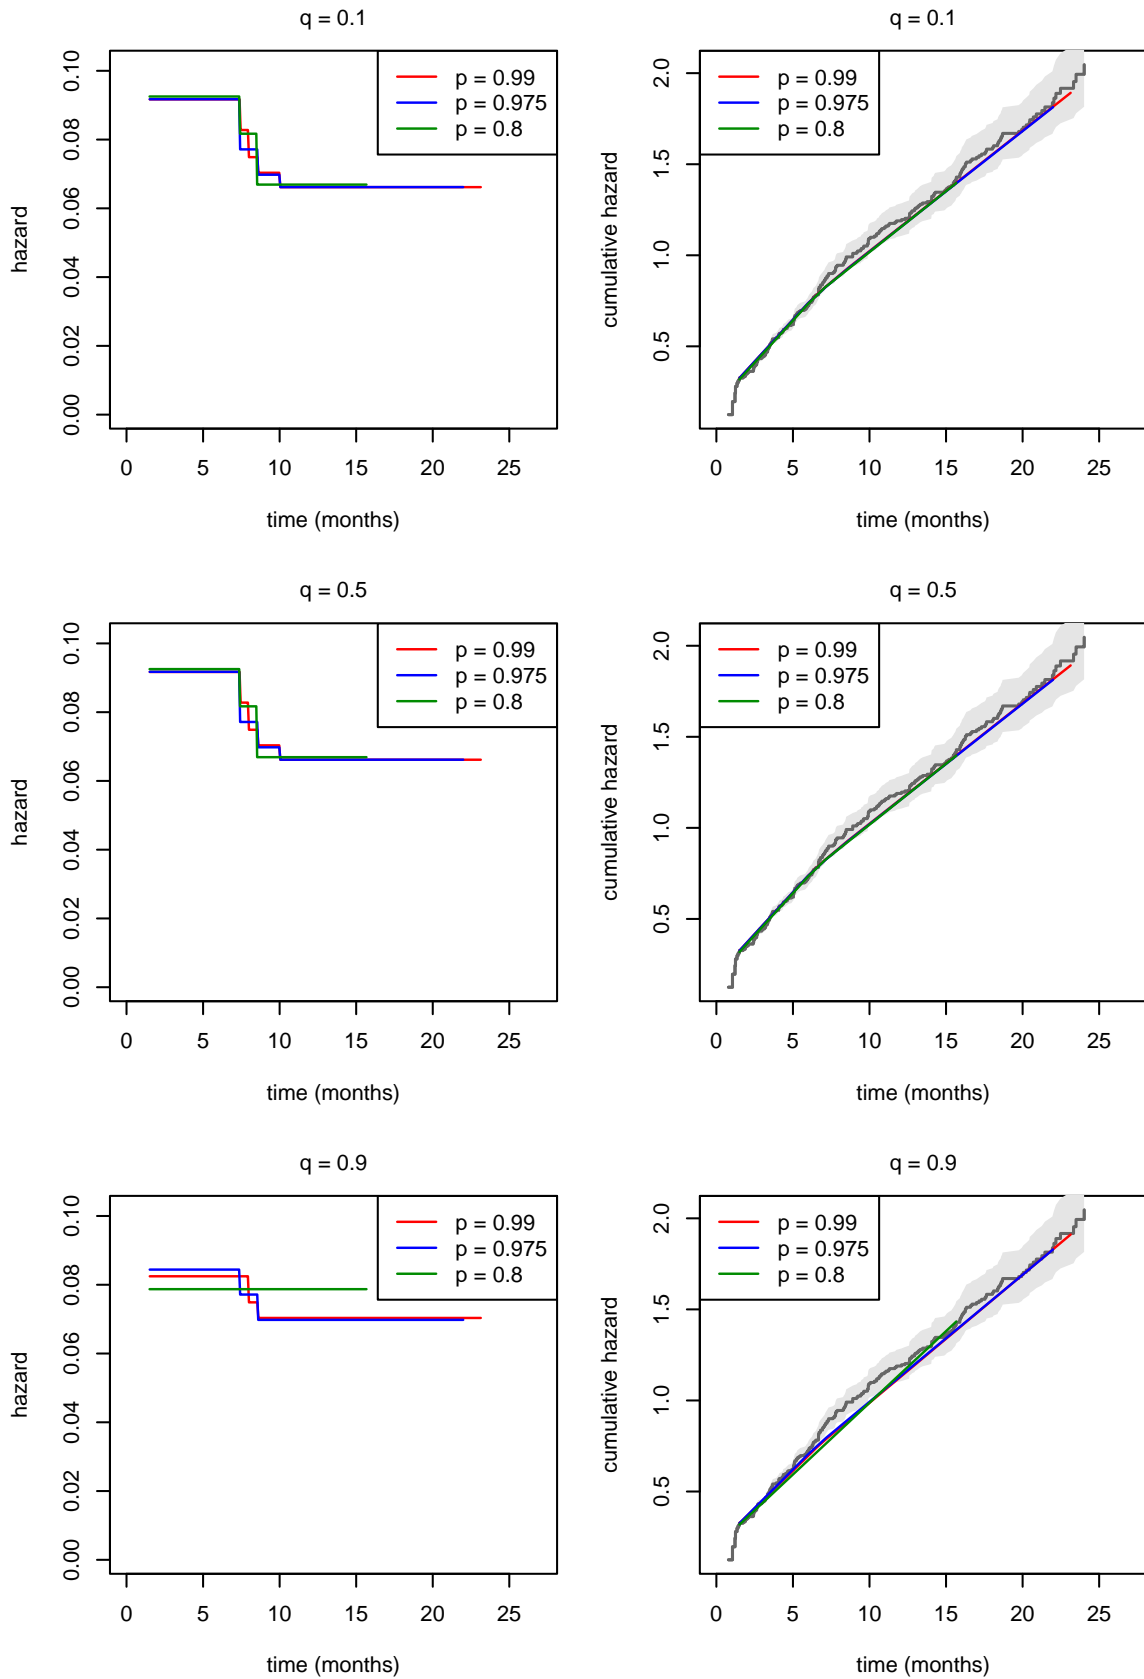 q = 0.1
hazard
0.00 0.02 0.04 0.06 0.08 0.10
p = 0.99
p = 0.975
p = 0.8
0 5 10 15 20 25
time (months)
q = 0.1
cumulative hazard
0.5 1.0 1.5 2.0
p = 0.99
p = 0.975
p = 0.8
0 5 10 15 20 25
time (months)
q = 0.5
hazard
0.00 0.02 0.04 0.06 0.08 0.10
p = 0.99
p = 0.975
p = 0.8
0 5 10 15 20 25
time (months)
q = 0.5
cumulative hazard
0.5 1.0 1.5 2.0
p = 0.99
p = 0.975
p = 0.8
0 5 10 15 20 25
time (months)
q = 0.9
hazard
0.00 0.02 0.04 0.06 0.08 0.10
p = 0.99
p = 0.975
p = 0.8
0 5 10 15 20 25
time (months)
q = 0.9
cumulative hazard
0.5 1.0 1.5 2.0
p = 0.99
p = 0.975
p = 0.8
0 5 10 15 20 25
time (months)